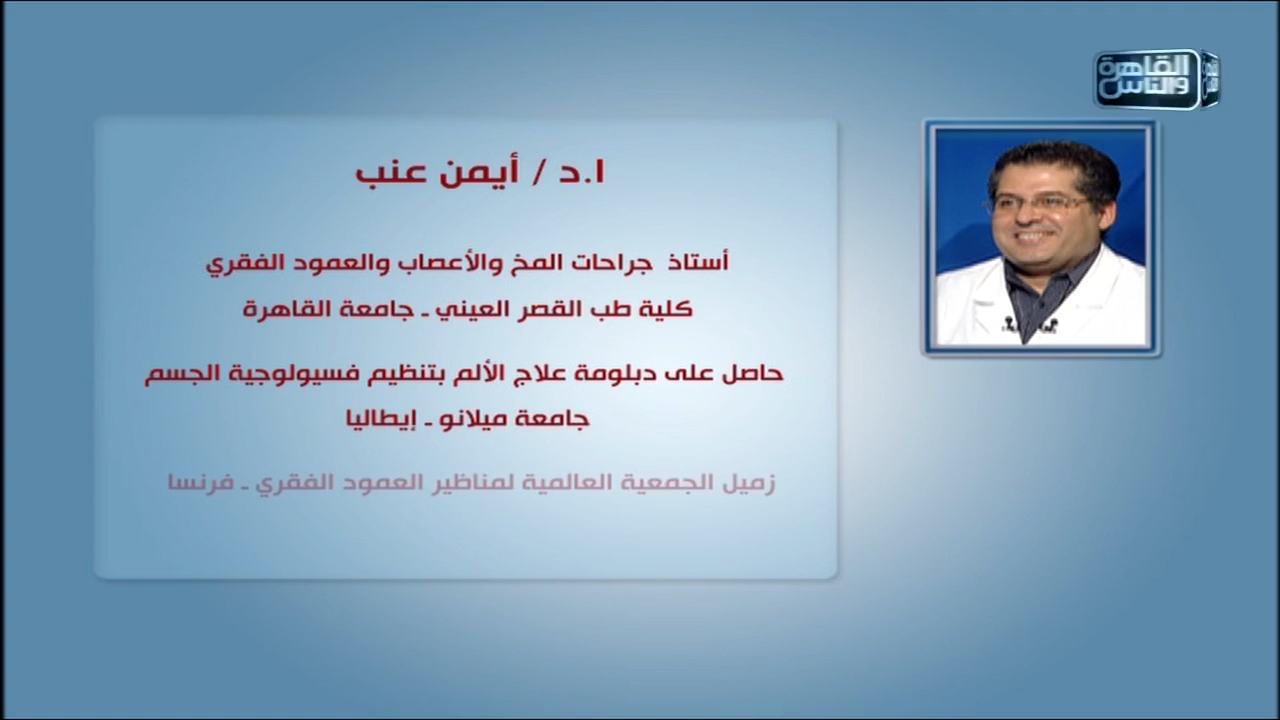 القاهرة
والناس
ا.د / أيمن عنب
أستاذ جراحات المخ والأعصاب والعمود الفقري
كلية طب القصر العيني - جامعة القاهرة
حاصل على دبلومة علاج الألم بتنظيم فسيولوجية الجسم
جامعة ميلانو - إيطاليا
زميل الجمعية العالمية لمناظير العمود الفقري - فرنسا